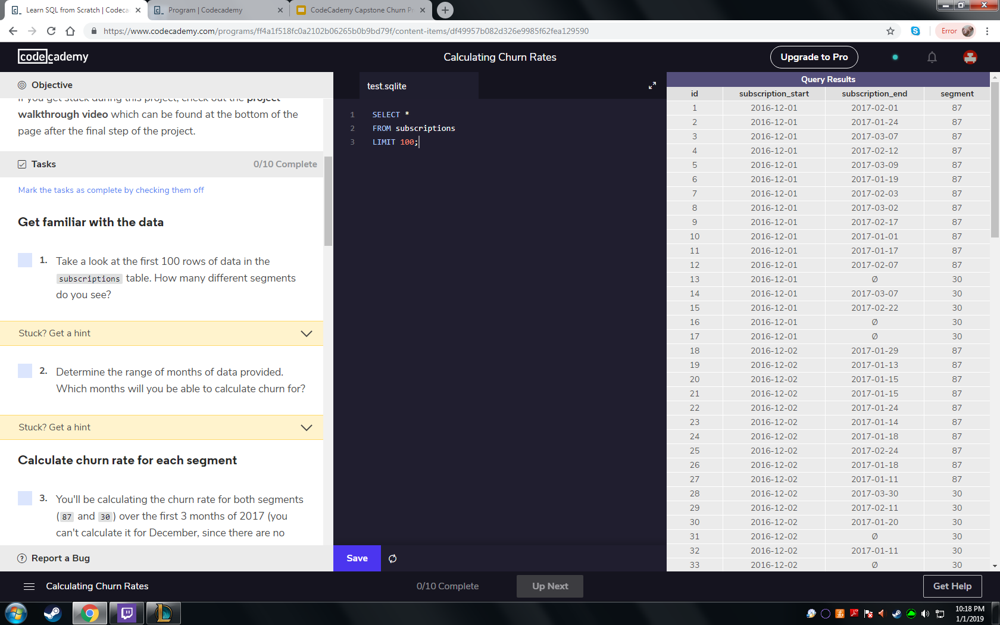 Learn SQL from Scratch | Codeca
Program | Codecademy
CodeCademy Capstone Churn Pr
https://www.codecademy.com/programs/ff4a1f518fc0a2102b06265b0b9bd79f/content-items/df49957b082d326e9985f62fea129590
Error
codecademy
Calculating Churn Rates
Upgrade to Pro
Objective
If you get stuck during this project, check out the project
walkthrough video which can be found at the bottom of the
page after the final step of the project.
Tasks
0/10 Complete
Mark the tasks as complete by checking them off
Get familiar with the data
1. Take a look at the first 100 rows of data in the
subscriptions table. How many different segments
do you see?
Stuck? Get a hint
2. Determine the range of months of data provided.
Which months will you be able to calculate churn for?
Stuck? Get a hint
Calculate churn rate for each segment
3. You'll be calculating the churn rate for both segments
(87 and 30) over the first 3 months of 2017 (you
can't calculate it for December, since there are no
Report a Bug
test.sqlite
1 SELECT *
2 FROM subscriptions
3 LIMIT 100;
Save
Query Results
id subscription_start subscription_end segment
1 2016-12-01 2017-02-01 87
2 2016-12-01 2017-01-24 87
3 2016-12-01 2017-03-07 87
4 2016-12-01 2017-02-12 87
5 2016-12-01 2017-03-09 87
6 2016-12-01 2017-01-19 87
7 2016-12-01 2017-02-03 87
8 2016-12-01 2017-03-02 87
9 2016-12-01 2017-02-17 87
10 2016-12-01 2017-01-01 87
11 2016-12-01 2017-01-17 87
12 2016-12-01 2017-02-07 87
13 2016-12-01 Ø 30
14 2016-12-01 2017-03-07 30
15 2016-12-01 2017-02-22 30
16 2016-12-01 Ø 30
17 2016-12-01 Ø 30
18 2016-12-02 2017-01-29 87
19 2016-12-02 2017-01-13 87
20 2016-12-02 2017-01-15 87
21 2016-12-02 2017-01-15 87
22 2016-12-02 2017-01-24 87
23 2016-12-02 2017-01-14 87
24 2016-12-02 2017-01-18 87
25 2016-12-02 2017-02-24 87
26 2016-12-02 2017-01-18 87
27 2016-12-02 2017-01-11 87
28 2016-12-02 2017-03-30 30
29 2016-12-02 2017-02-11 30
30 2016-12-02 2017-01-20 30
31 2016-12-02 Ø 30
32 2016-12-02 2017-01-11 30
33 2016-12-02 Ø 30
Calculating Churn Rates
0/10 Complete
Up Next
Get Help
10:18 PM
1/1/2019